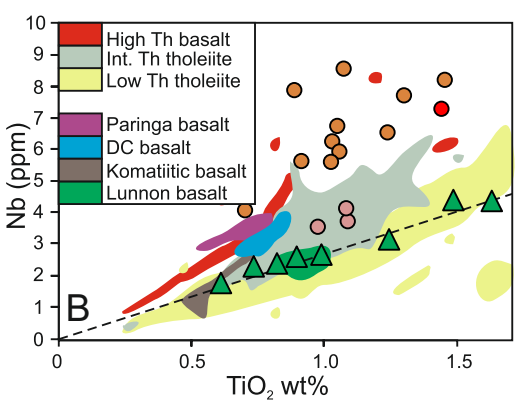 10
9
8
7
6
5
4
3
2
1
0
Nb (ppm)
High Th basalt
Int. Th tholeiite
Low Th tholeiite
Paringa basalt
DC basalt
Komatiitic basalt
Lunnon basalt
B
0 0.5 1.0 1.5
TiO₂ wt%